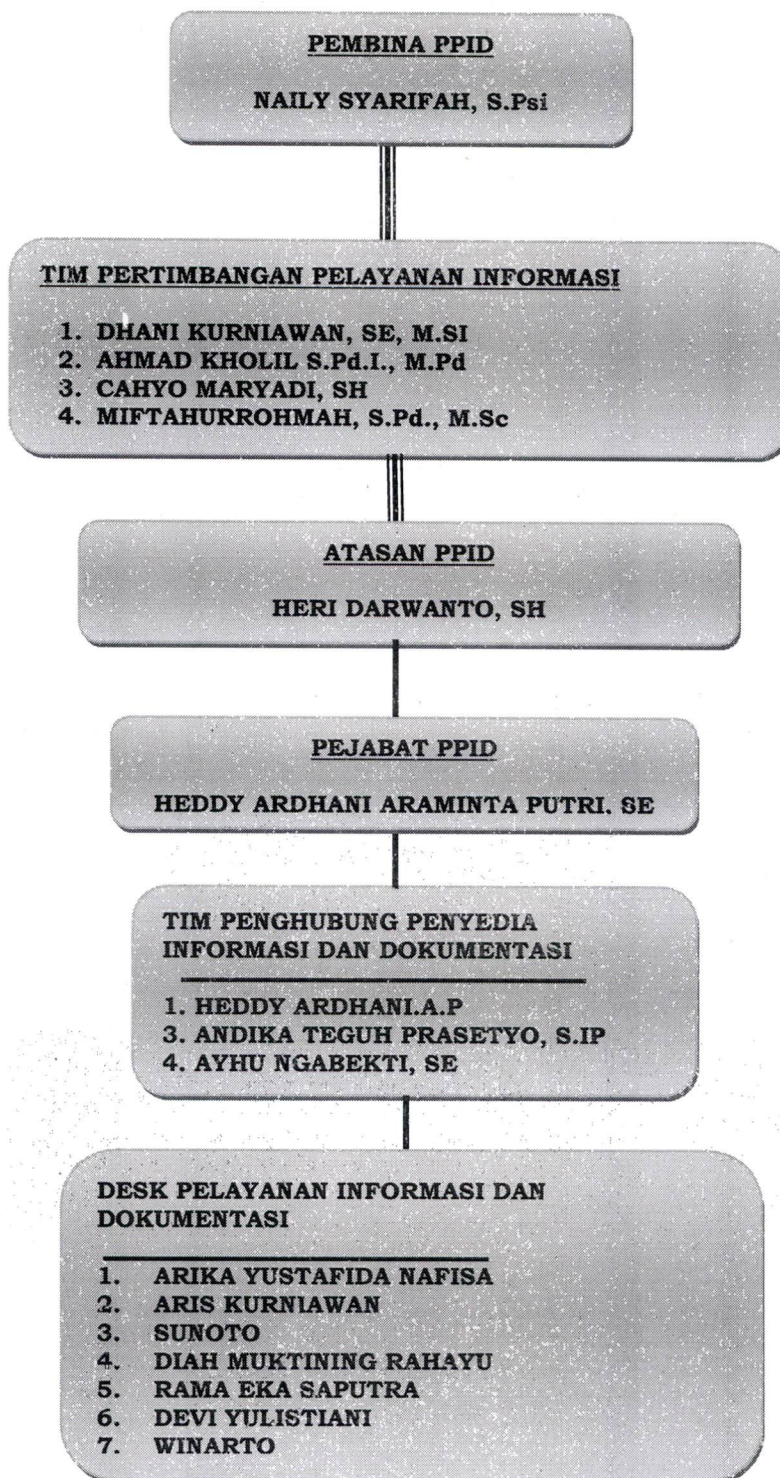 PEMBINA PPID
NAILY SYARIFAH, S.Psi
TIM PERTIMBANGAN PELAYANAN INFORMASI
1. DHANI KURNIAWAN, SE, M.SI
2. AHMAD KHOLIL S.Pd.I., M.Pd
3. CAHYO MARYADI, SH
4. MIFTAHURROHMAH, S.Pd., M.Sc
ATASAN PPID
HERI DARWANTO, SH
PEJABAT PPID
HEDDY ARDHANI ARAMINTA PUTRI. SE
TIM PENGHUBUNG PENYEDIA
INFORMASI DAN DOKUMENTASI
1. HEDDY ARDHANI.A.P
3. ANDIKA TEGUH PRASETYO, S.IP
4. AYHU NGABEKTI, SE
DESK PELAYANAN INFORMASI DAN
DOKUMENTASI
1. ARIKA YUSTAFIDA NAFISA
2. ARIS KURNIAWAN
3. SUNOTO
4. DIAH MUKTINING RAHAYU
5. RAMA EKA SAPUTRA
6. DEVI YULISTIANI
7. WINARTO